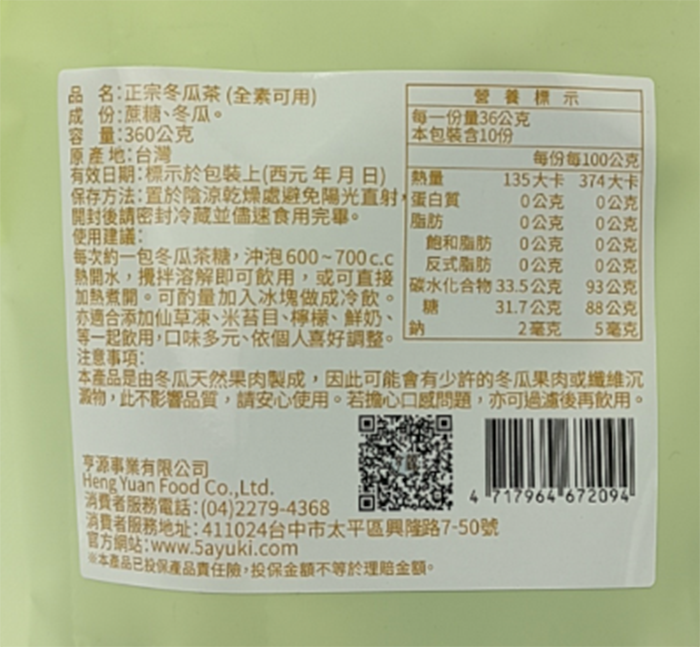 品 名:正宗冬瓜茶 (全素可用)
成 份:蔗糖、冬瓜。
容 量:360公克
原產地:台灣
有效日期:標示於包裝上(西元 年 月 日)
保存方法:置於陰涼乾燥處避免陽光直射,
開封後請密封冷藏並儘速食用完畢。
使用建議:
每次約一包冬瓜茶糖,沖泡600~700c.c
熱開水,攪拌溶解即可飲用,或可直接
加熱煮開。可酌量加入冰塊做成冷飲。
亦適合添加仙草凍、米苔目、檸檬、鮮奶、
等一起飲用,口味多元、依個人喜好調整。
注意事項:
本產品是由冬瓜天然果肉製成,因此可能會有少許的冬瓜果肉或纖維沉
澱物,此不影響品質,請安心使用。若擔心口感問題,亦可過濾後再飲用。
營 養 標 示
每一份量36公克
本包裝含10份
每份 每100公克
熱量 135大卡 374大卡
蛋白質 0公克 0公克
脂肪 0公克 0公克
飽和脂肪 0公克 0公克
反式脂肪 0公克 0公克
碳水化合物 33.5公克 93公克
糖 31.7公克 88公克
鈉 2毫克 5毫克
亨源事業有限公司
Heng Yuan Food Co.,Ltd.
消費者服務電話:(04)2279-4368
消費者服務地址:411024台中市太平區興隆路7-50號
官方網站:www.5ayuki.com
※本產品已投保產品責任險,投保金額不等於理賠金額。
4 717964 672094